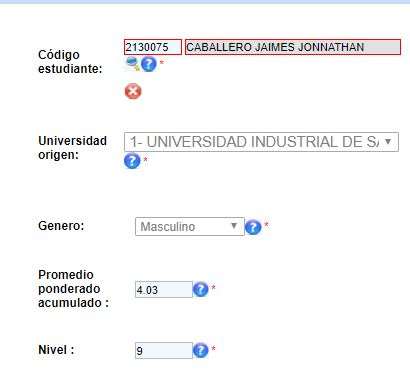 Código estudiante: 2130075 CABALLERO JAIMES JONNATHAN
*
Universidad origen: 1- UNIVERSIDAD INDUSTRIAL DE SA
*
Genero: Masculino *
Promedio ponderado acumulado : 4.03 *
Nivel : 9 *